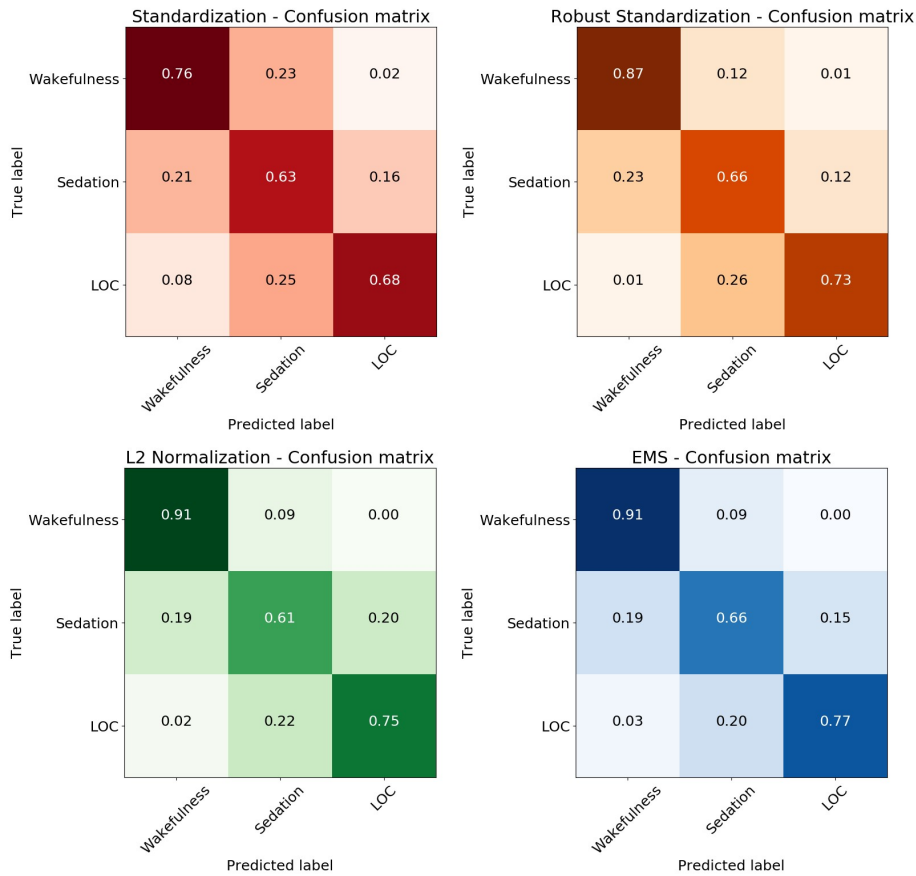 Standardization - Confusion matrix
True label
Wakefulness 0.76 0.23 0.02
Sedation 0.21 0.63 0.16
LOC 0.08 0.25 0.68
Wakefulness Sedation LOC
Predicted label
Robust Standardization - Confusion matrix
True label
Wakefulness 0.87 0.12 0.01
Sedation 0.23 0.66 0.12
LOC 0.01 0.26 0.73
Wakefulness Sedation LOC
Predicted label
L2 Normalization - Confusion matrix
True label
Wakefulness 0.91 0.09 0.00
Sedation 0.19 0.61 0.20
LOC 0.02 0.22 0.75
Wakefulness Sedation LOC
Predicted label
EMS - Confusion matrix
True label
Wakefulness 0.91 0.09 0.00
Sedation 0.19 0.66 0.15
LOC 0.03 0.20 0.77
Wakefulness Sedation LOC
Predicted label